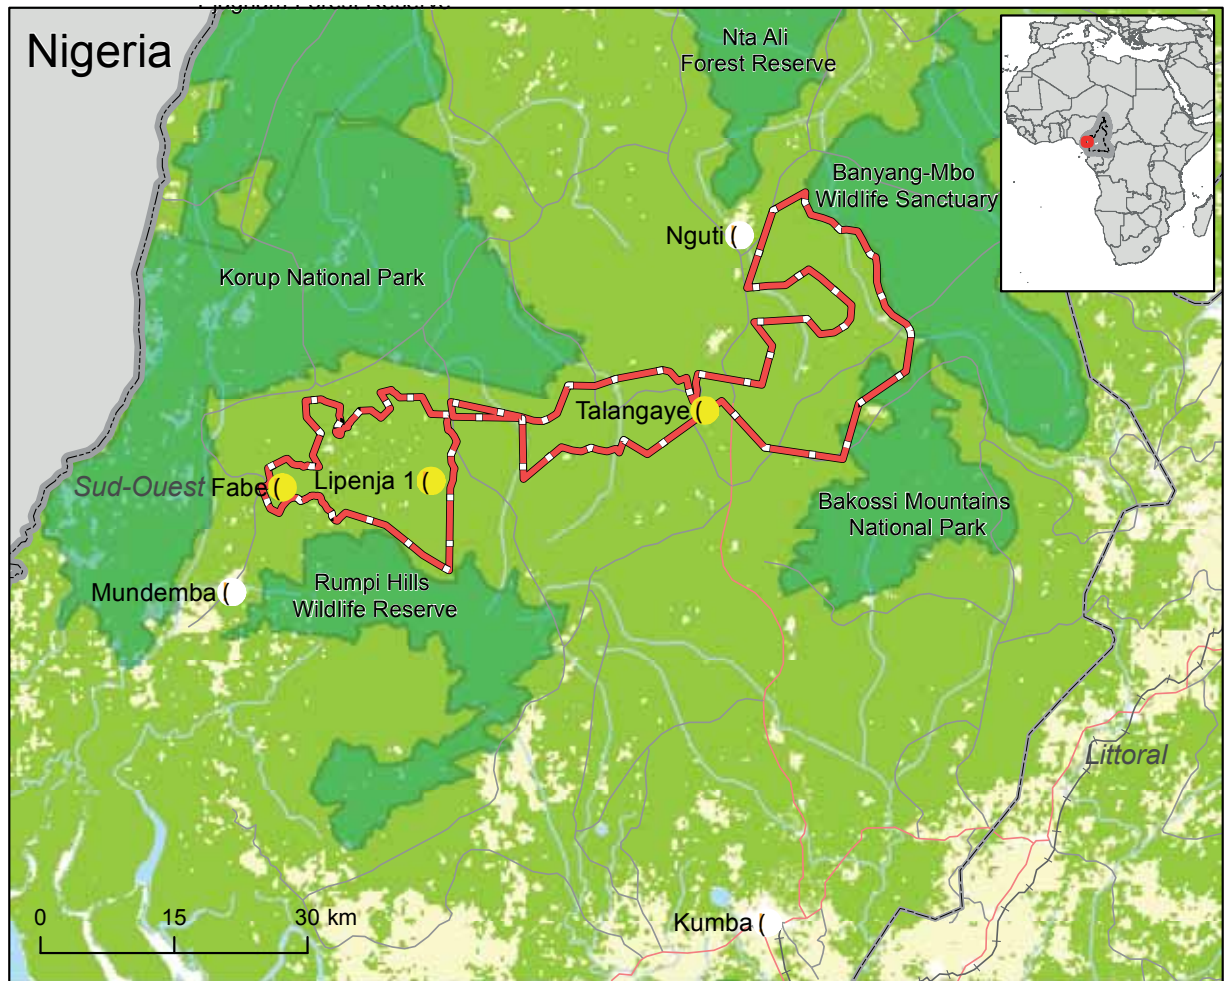 Nigeria
Nta Ali
Forest Reserve
Banyang-Mbo
Wildlife Sanctuary
Nguti (
Korup National Park
Talangaye (
Sud-Ouest
Fabe (
Lipenja 1 (
Bakossi Mountains
National Park
Mundemba (
Rumpi Hills
Wildlife Reserve
Littoral
0 15 30 km
Kumba (